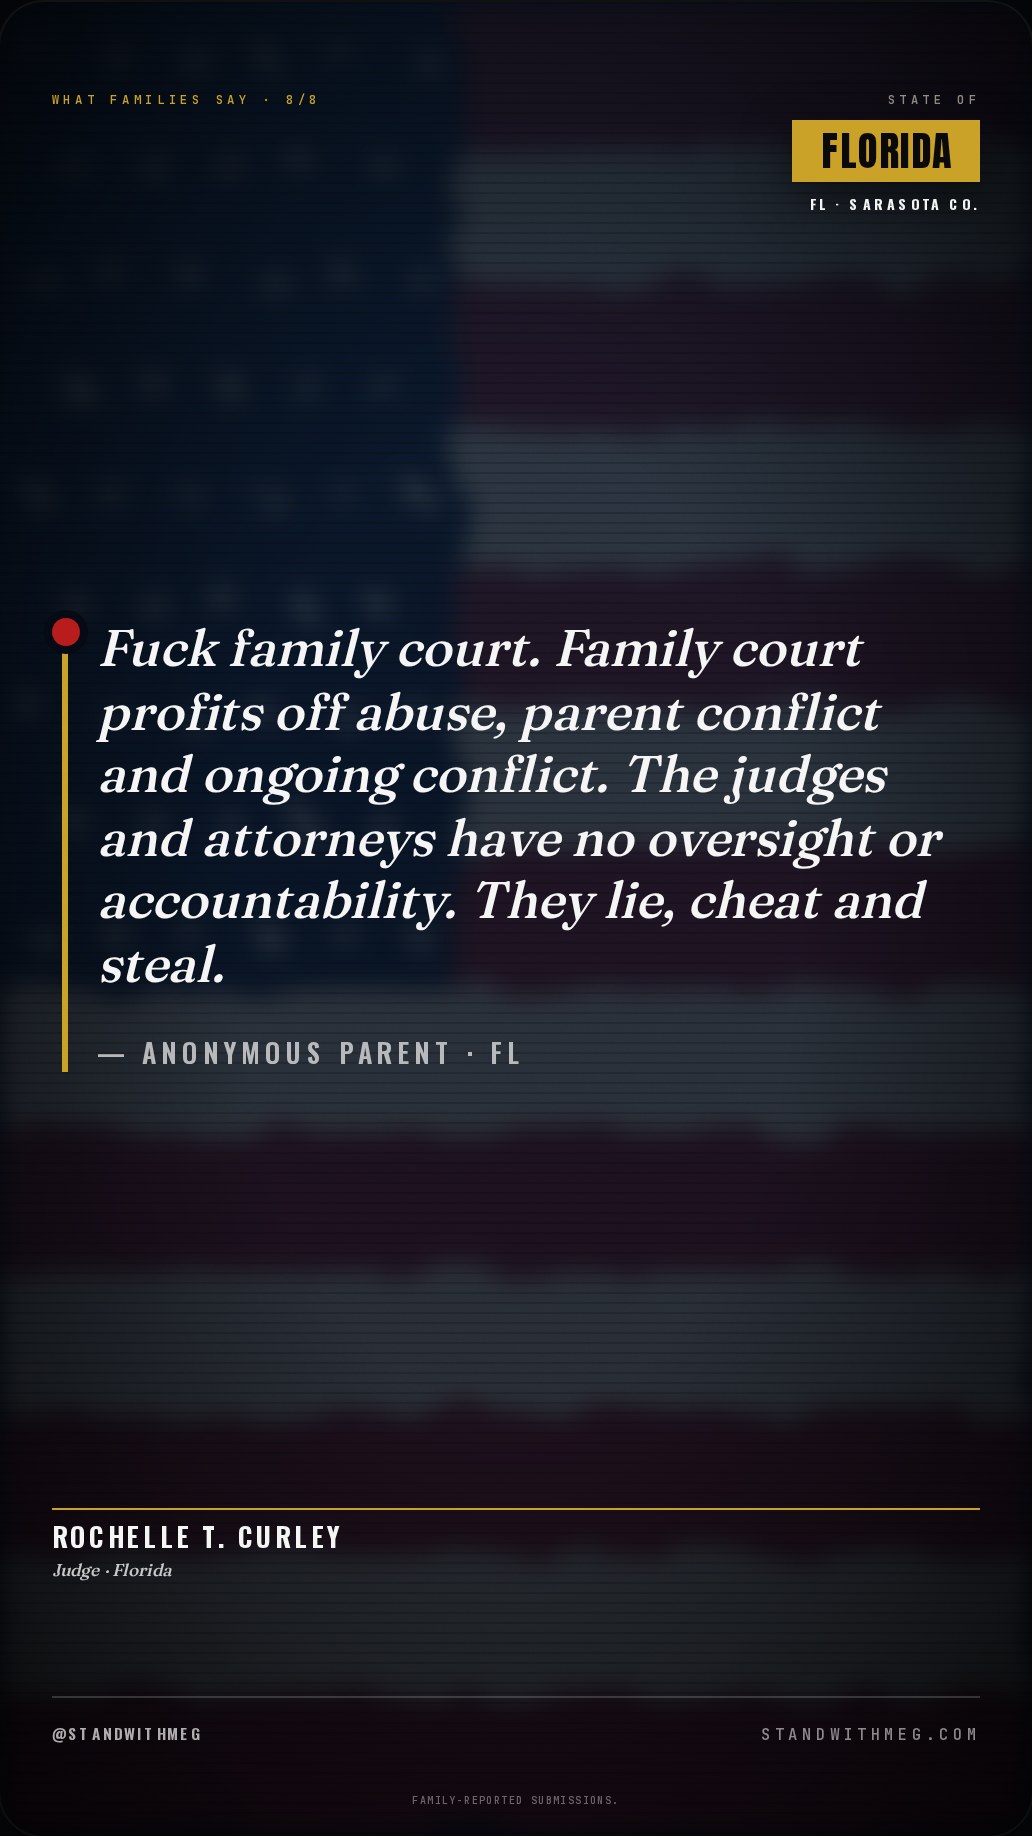 WHAT FAMILIES SAY · 8/8
STATE OF
FLORIDA
FL · SARASOTA CO.
Fuck family court. Family court
profits off abuse, parent conflict
and ongoing conflict. The judges
and attorneys have no oversight or
accountability. They lie, cheat and
steal.
— ANONYMOUS PARENT · FL
ROCHELLE T. CURLEY
Judge · Florida
@STANDWITHMEG
STANDWITHMEG.COM
FAMILY-REPORTED SUBMISSIONS.